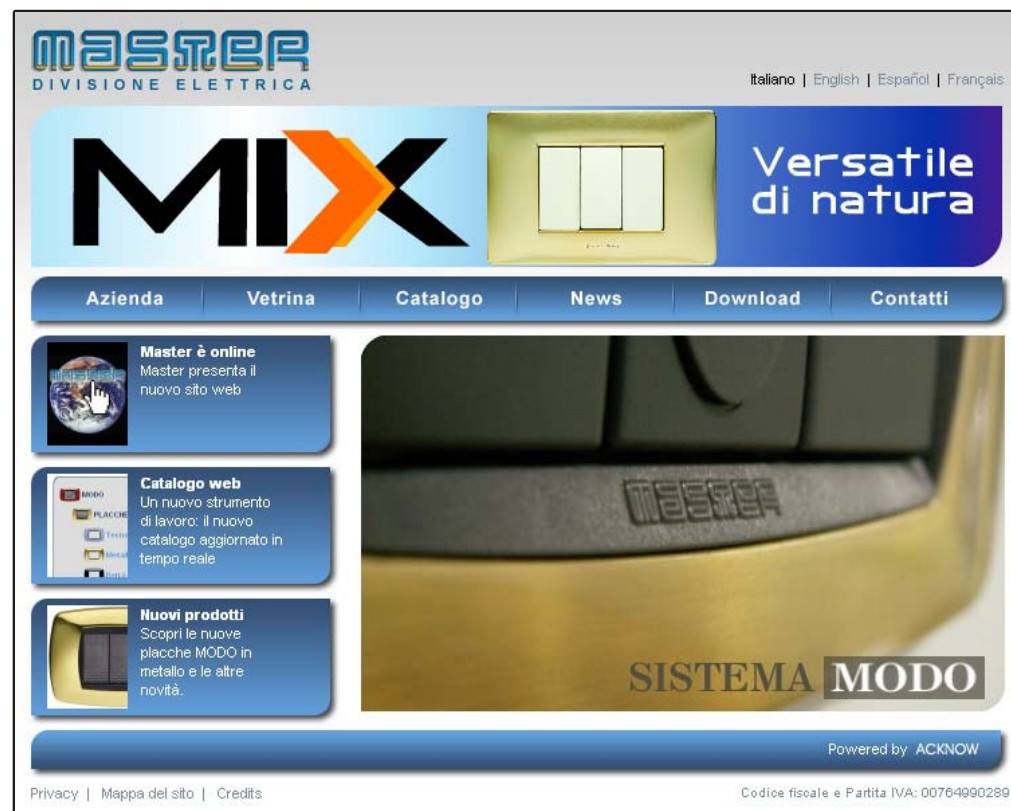 MASTER
DIVISIONE ELETTRICA
Italiano | English | Español | Français
MIX
Versatile
di natura
Azienda Vetrina Catalogo News Download Contatti
Master è online
Master presenta il
nuovo sito web
MASTER
Catalogo web
Un nuovo strumento
di lavoro: il nuovo
catalogo aggiornato in
tempo reale
MODO
PLACCHE
Nuovi prodotti
Scopri le nuove
placche MODO in
metallo e le altre
novità.
MASTER
SISTEMA MODO
Powered by ACKNOW
Privacy | Mappa del sito | Credits
Codice fiscale e Partita IVA: 00764990289